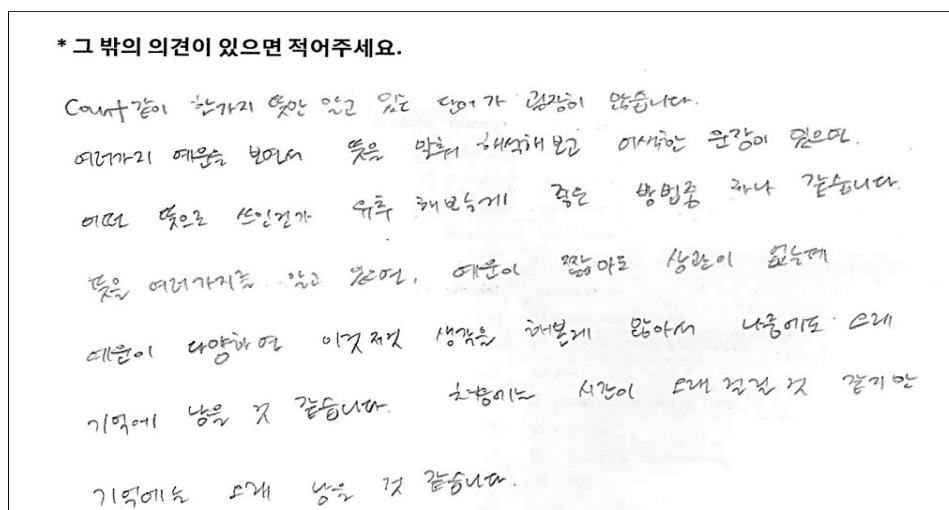 * 그 밖의 의견이 있으면 적어주세요.
Count같이 한가지 뜻만 알고 있는 단어가 굉장히 많습니다.
여러가지 예문을 보면서 뜻을 맞춰 해석해보고 어색한 문장이 있으면.
어떤 뜻으로 쓰인건가 유추해보는게 좋은 방법중 하나 같습니다.
뜻을 여러가지를 알고 있으면, 예문이 짧아도 상관이 없는데
예문이 다양하면 이것저것 생각을 해본게 많아서 나중에도 오래
기억에 남을 것 같습니다. 처음에는 시간이 오래 걸릴 것 같지만
기억에는 오래 남을 것 같습니다.